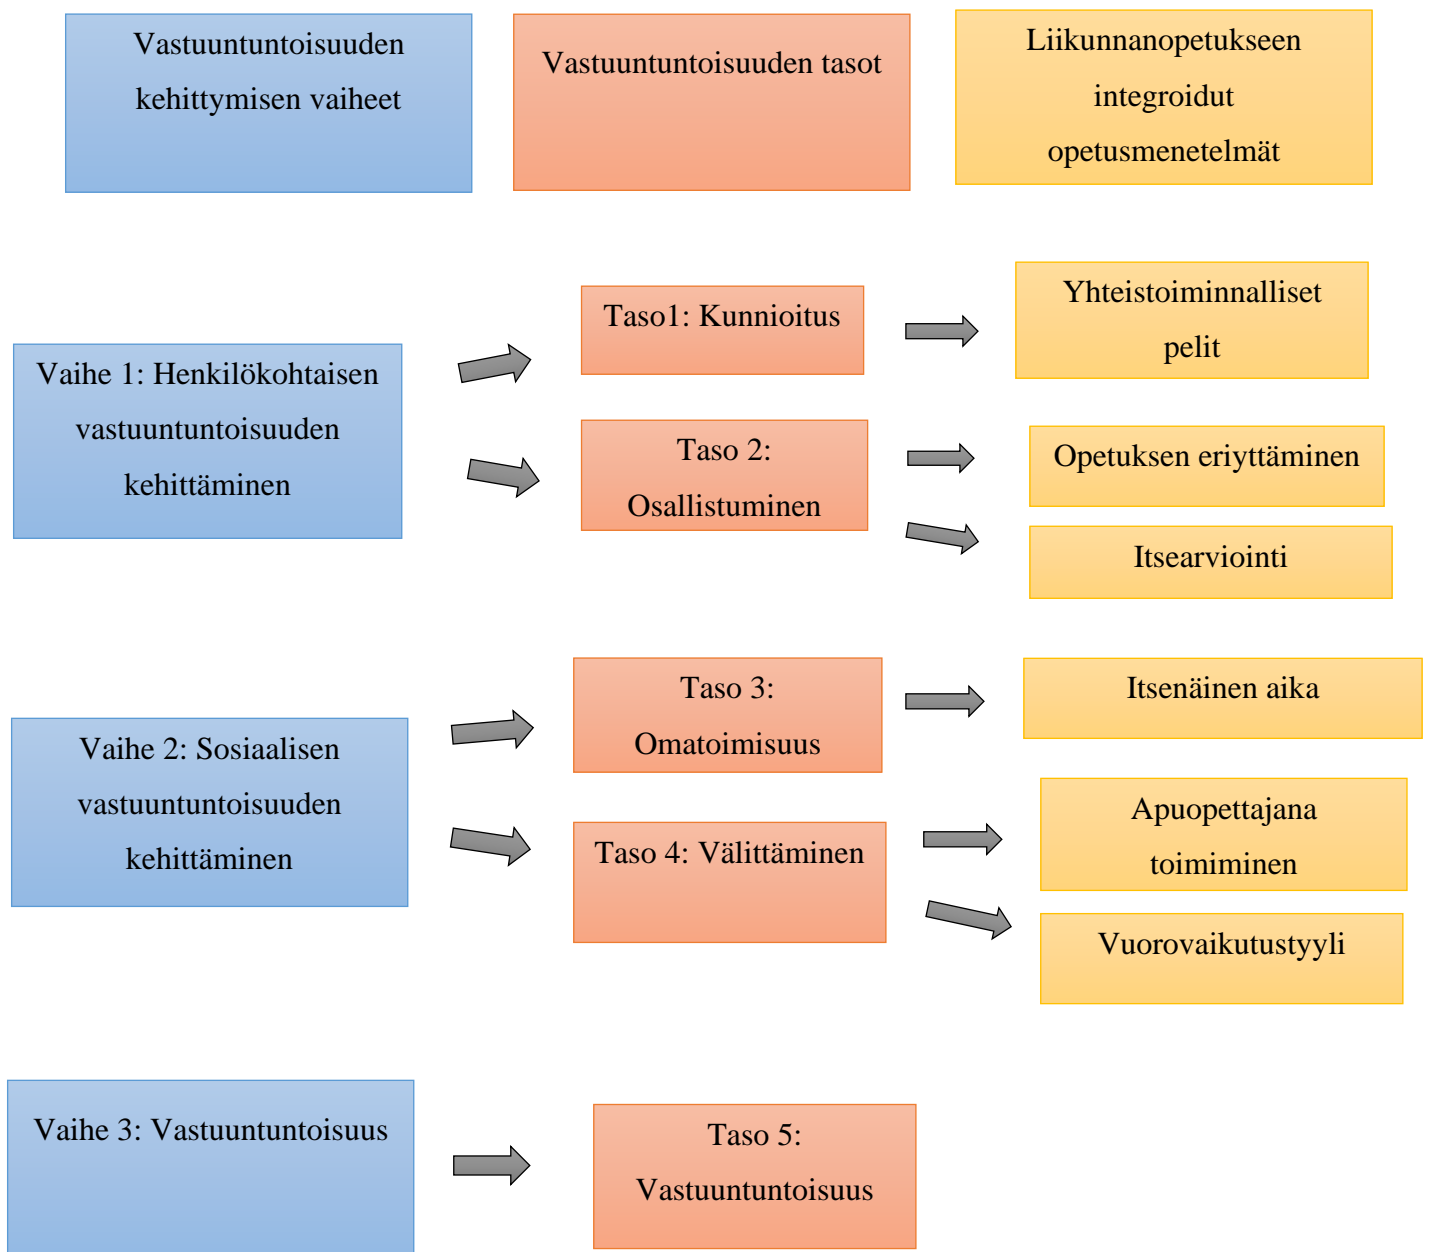 Vastuuntuntoisuuden
kehittymisen vaiheet
Vastuuntuntoisuuden tasot
Liikunnanopetukseen
integroidut
opetusmenetelmät
Vaihe 1: Henkilökohtaisen
vastuuntuntoisuuden
kehittäminen
Taso1: Kunnioitus
Yhteistoiminnalliset
pelit
Taso 2:
Osallistuminen
Opetuksen eriyttäminen
Itsearviointi
Vaihe 2: Sosiaalisen
vastuuntuntoisuuden
kehittäminen
Taso 3:
Omatoimisuus
Itsenäinen aika
Taso 4: Välittäminen
Apuopettajana
toimiminen
Vuorovaikutustyyli
Vaihe 3: Vastuuntuntoisuus
Taso 5:
Vastuuntuntoisuus